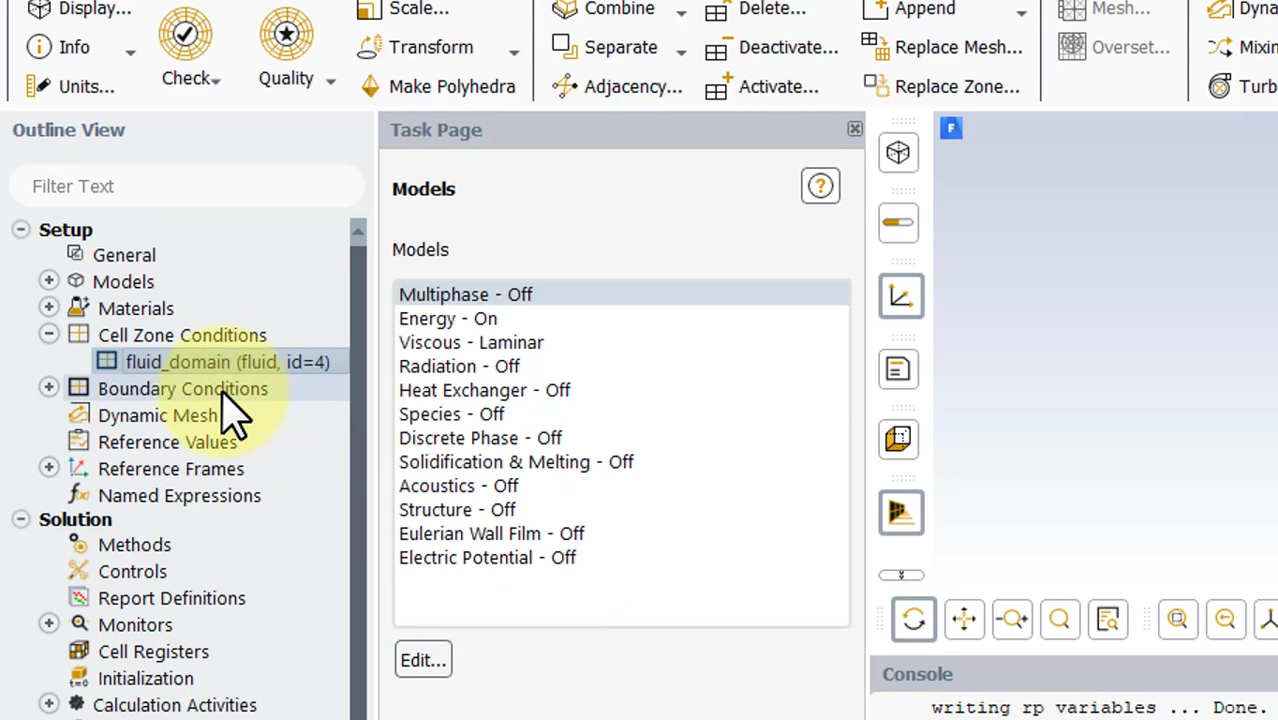 Display...
Scale...
Combine
Delete...
Append
Mesh...
Info
Transform
Separate
Deactivate...
Replace Mesh...
Overset...
Check
Quality
Units...
Make Polyhedra
Adjacency...
Activate...
Replace Zone...
Outline View
Task Page
Filter Text
Models
Models
Setup
General
Models
Materials
Cell Zone Conditions
fluid_domain (fluid, id=4)
Boundary Conditions
Dynamic Mesh
Reference Values
Reference Frames
Named Expressions
Solution
Methods
Controls
Report Definitions
Monitors
Cell Registers
Initialization
Calculation Activities
Multiphase - Off
Energy - On
Viscous - Laminar
Radiation - Off
Heat Exchanger - Off
Species - Off
Discrete Phase - Off
Solidification & Melting - Off
Acoustics - Off
Structure - Off
Eulerian Wall Film - Off
Electric Potential - Off
Edit...
Console
writing rp variables ... Done.